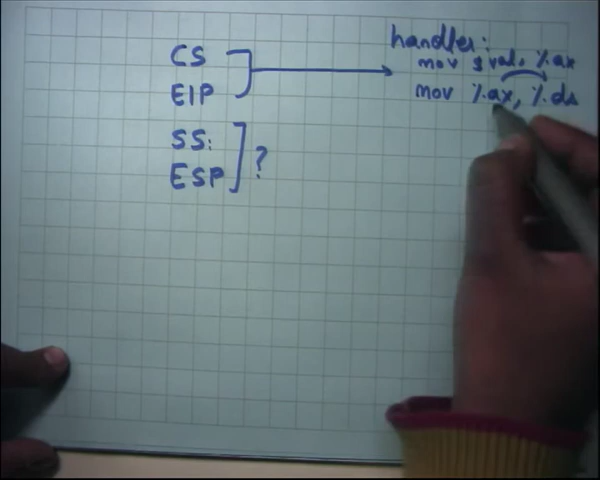 CS
EIP
SS:
ESP
?
handler:
mov $val, %ax
mov %ax, %ds